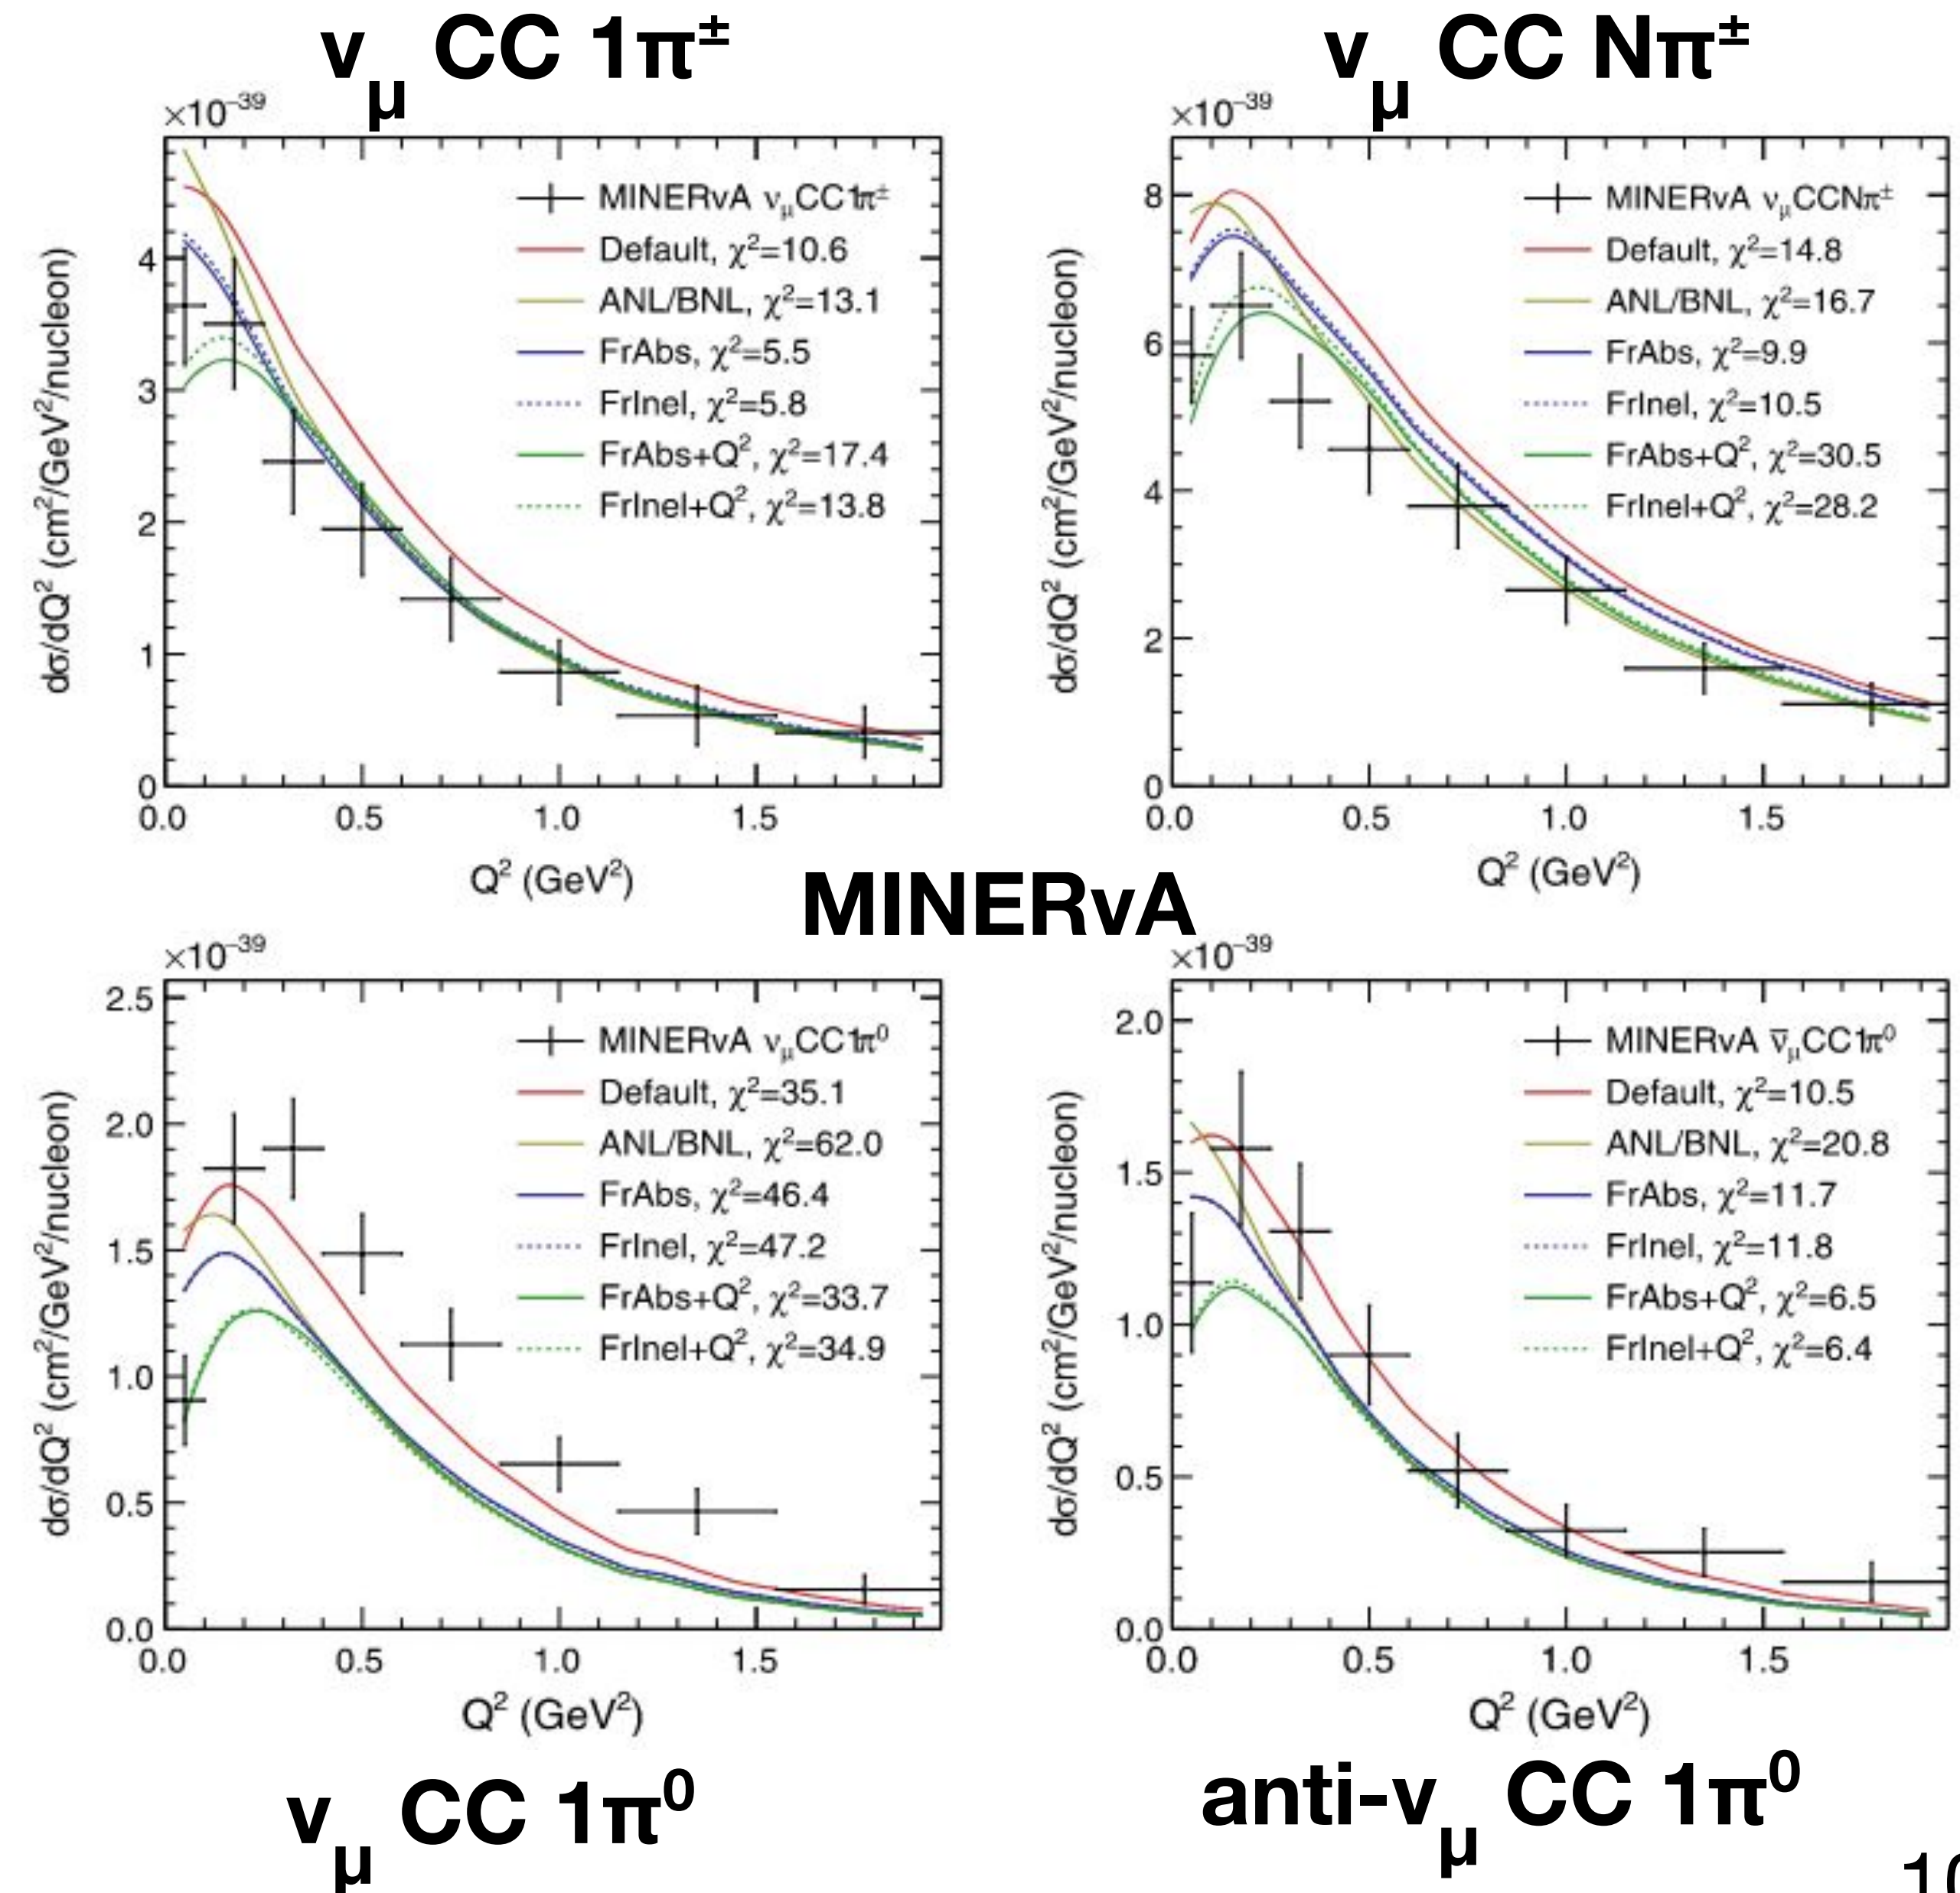 νμ CC 1π±
×10⁻³⁹
dσ/dQ² (cm²/GeV²/nucleon)
4
3
2
1
0
MINERvA νμCC1π±
Default, χ²=10.6
ANL/BNL, χ²=13.1
FrAbs, χ²=5.5
FrInel, χ²=5.8
FrAbs+Q², χ²=17.4
FrInel+Q², χ²=13.8
0.0 0.5 1.0 1.5
Q² (GeV²)
νμ CC Nπ±
×10⁻³⁹
dσ/dQ² (cm²/GeV²/nucleon)
8
6
4
2
0
MINERvA νμCCNπ±
Default, χ²=14.8
ANL/BNL, χ²=16.7
FrAbs, χ²=9.9
FrInel, χ²=10.5
FrAbs+Q², χ²=30.5
FrInel+Q², χ²=28.2
0.0 0.5 1.0 1.5
Q² (GeV²)
MINERvA
×10⁻³⁹
dσ/dQ² (cm²/GeV²/nucleon)
2.5
2.0
1.5
1.0
0.5
0.0
MINERvA νμCC1π⁰
Default, χ²=35.1
ANL/BNL, χ²=62.0
FrAbs, χ²=46.4
FrInel, χ²=47.2
FrAbs+Q², χ²=33.7
FrInel+Q², χ²=34.9
0.0 0.5 1.0 1.5
Q² (GeV²)
νμ CC 1π⁰
×10⁻³⁹
dσ/dQ² (cm²/GeV²/nucleon)
2.0
1.5
1.0
0.5
0.0
MINERvA ν̅μCC1π⁰
Default, χ²=10.5
ANL/BNL, χ²=20.8
FrAbs, χ²=11.7
FrInel, χ²=11.8
FrAbs+Q², χ²=6.5
FrInel+Q², χ²=6.4
0.0 0.5 1.0 1.5
Q² (GeV²)
anti-νμ CC 1π⁰